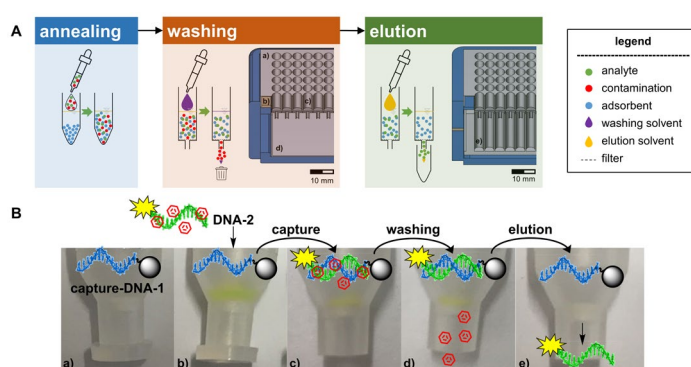 A
annealing
washing
elution
a)
b)
c)
d)
10 mm
e)
10 mm
legend
analyte
contamination
adsorbent
washing solvent
elution solvent
filter
B
DNA-2
capture
washing
elution
capture-DNA-1
a)
b)
c)
d)
e)